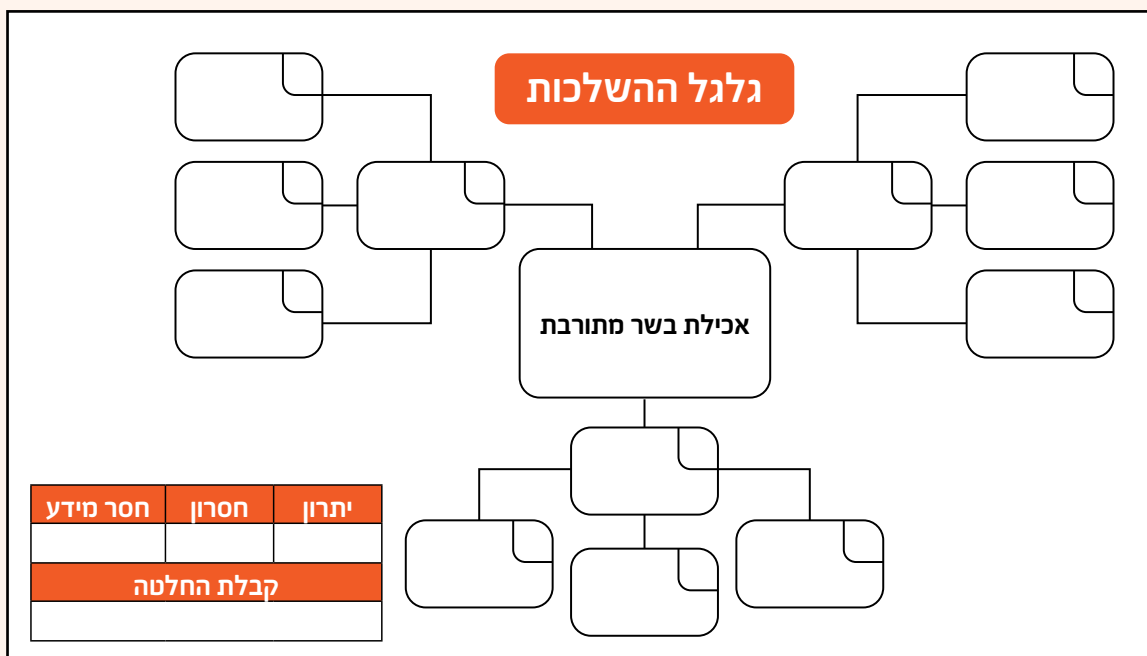 גלגל ההשלכות
אכילת בשר מתורבת
יתרון חסרון חסר מידע
קבלת החלטה